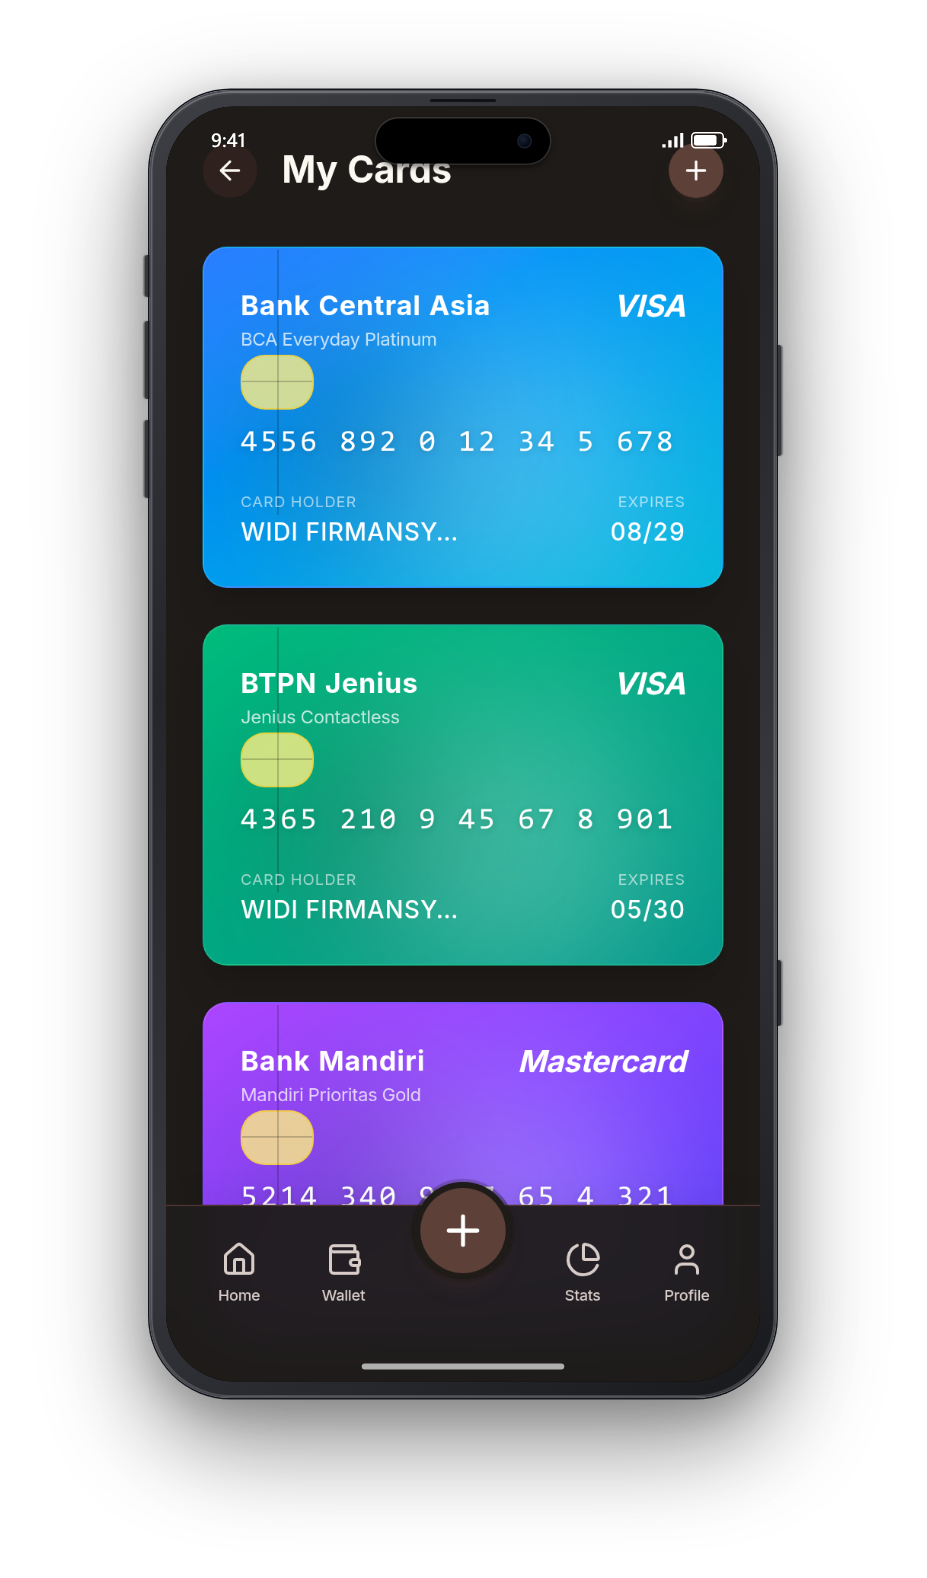 9:41
My Cards
Bank Central Asia VISA
BCA Everyday Platinum
4556 892 0 12 34 5 678
CARD HOLDER EXPIRES
WIDI FIRMANSY... 08/29
BTPN Jenius VISA
Jenius Contactless
4365 210 9 45 67 8 901
CARD HOLDER EXPIRES
WIDI FIRMANSY... 05/30
Bank Mandiri Mastercard
Mandiri Prioritas Gold
5214 340 65 4 321
Home Wallet Stats Profile